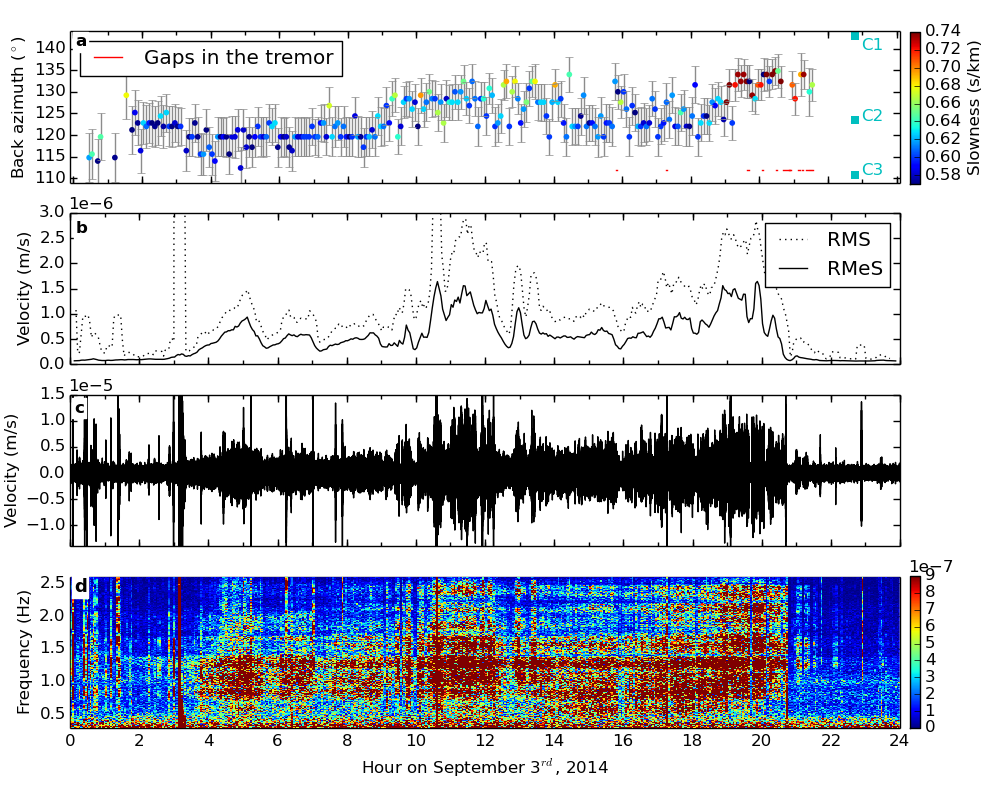 a
Gaps in the tremor
Back azimuth (°)
140
135
130
125
120
115
110
C1
C2
C3
0.74
0.72
0.70
0.68
0.66
0.64
0.62
0.60
0.58
Slowness (s/km)
1e−6
b
RMS
RMeS
Velocity (m/s)
3.0
2.5
2.0
1.5
1.0
0.5
0.0
1e−5
c
Velocity (m/s)
1.5
1.0
0.5
0.0
−0.5
−1.0
d
Frequency (Hz)
2.5
2.0
1.5
1.0
0.5
1e−7
9
8
7
6
5
4
3
2
1
0
0 2 4 6 8 10 12 14 16 18 20 22 24
Hour on September 3rd, 2014